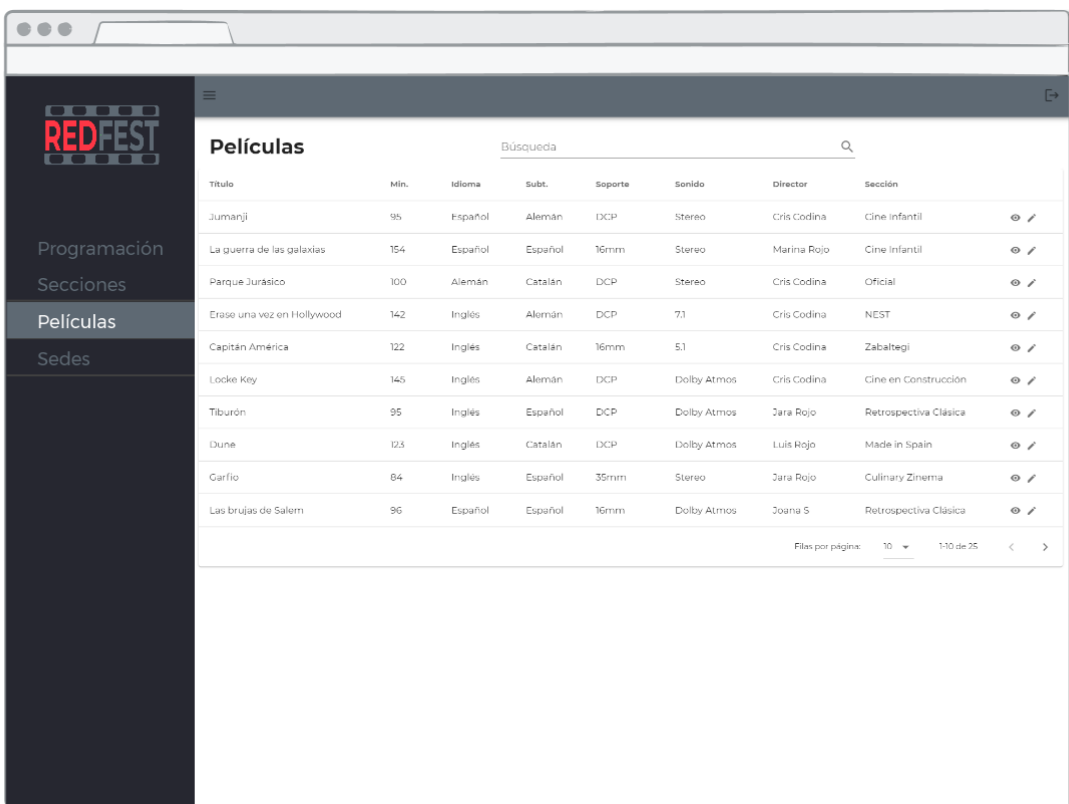 REDFEST
Programación
Secciones
Películas
Sedes
Películas
Búsqueda
Título Min. Idioma Subt. Soporte Sonido Director Sección
Jumanji 95 Español Alemán DCP Stereo Cris Codina Cine Infantil
La guerra de las galaxias 154 Español Español 16mm Stereo Marina Rojo Cine Infantil
Parque Jurásico 100 Alemán Catalán DCP Stereo Cris Codina Oficial
Erase una vez en Hollywood 142 Inglés Alemán DCP 7.1 Cris Codina NEST
Capitán América 122 Inglés Catalán 16mm 5.1 Cris Codina Zabaltegi
Locke Key 145 Inglés Alemán DCP Dolby Atmos Cris Codina Cine en Construcción
Tiburón 95 Inglés Español DCP Dolby Atmos Jara Rojo Retrospectiva Clásica
Dune 123 Inglés Catalán DCP Dolby Atmos Luis Rojo Made in Spain
Garfio 84 Inglés Español 35mm Stereo Jara Rojo Culinary Zinema
Las brujas de Salem 96 Español Español 16mm Dolby Atmos Joana S Retrospectiva Clásica
Filas por página: 10 1-10 de 25